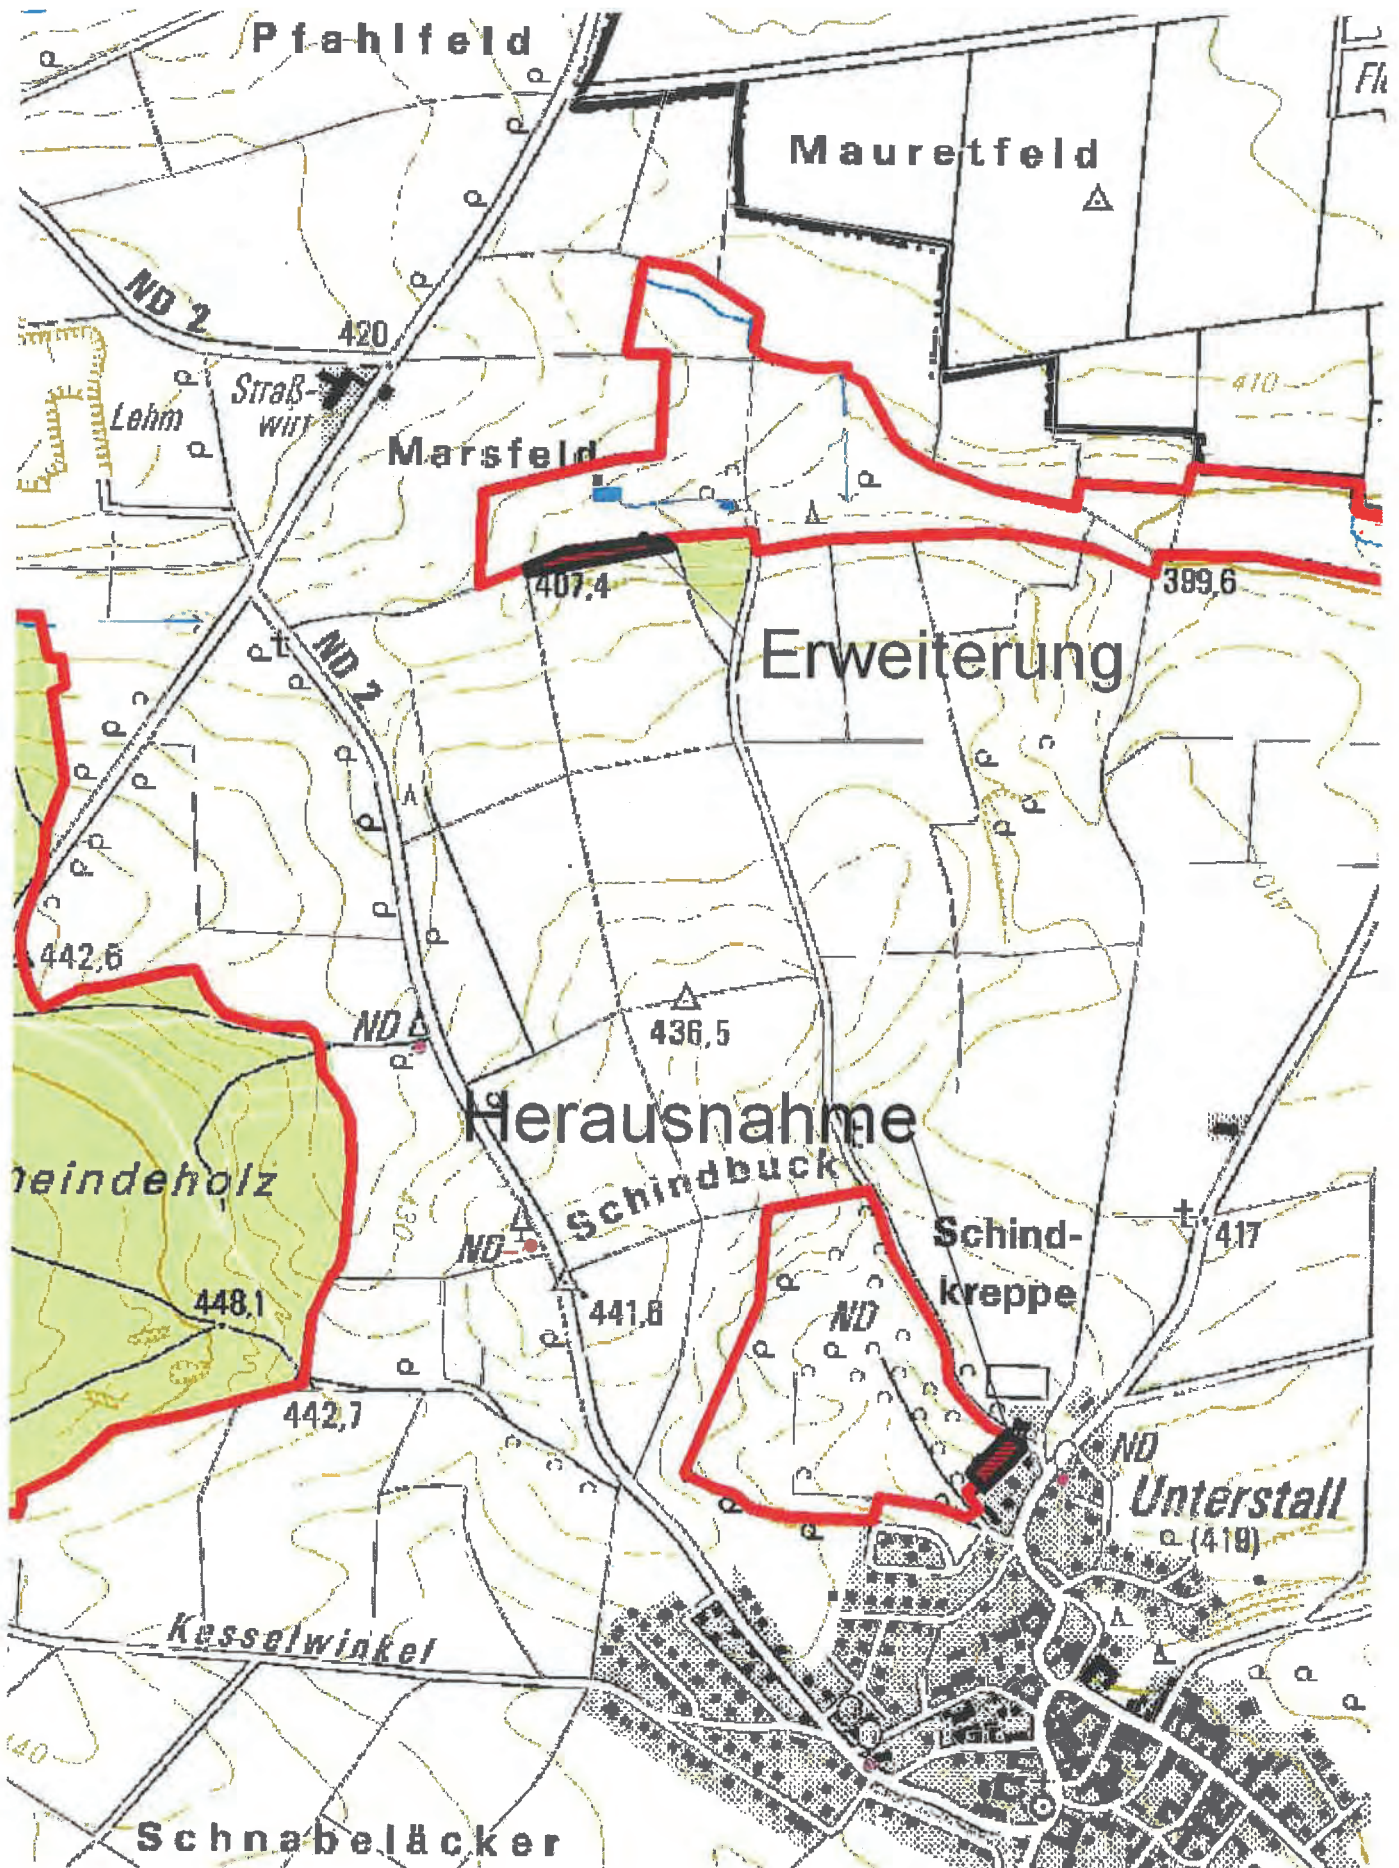 Pfahlfeld
Mauretfeld
ND 2
420
Straß-
wirt
Lehm
Marsfeld
410
407,4
399,6
ND 2
Erweiterung
442,6
ND
436,5
Herausnahme
Schindbuck
430
ND
441,8
Schind-
kreppe
417
ND
448,1
442,7
ND
Unterstall
(419)
Kesselwinkel
Schnabeläcker